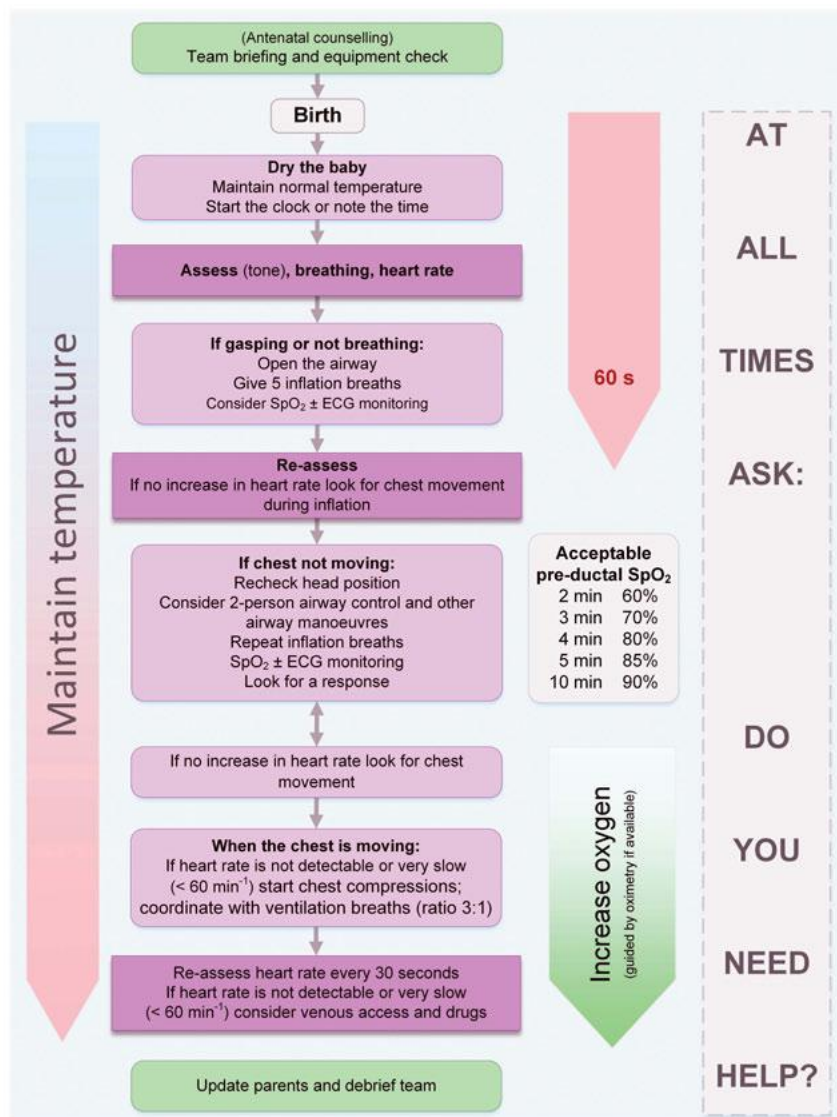 (Antenatal counselling)
Team briefing and equipment check
Birth
Dry the baby
Maintain normal temperature
Start the clock or note the time
Assess (tone), breathing, heart rate
If gasping or not breathing:
Open the airway
Give 5 inflation breaths
Consider SpO₂ ± ECG monitoring
Re-assess
If no increase in heart rate look for chest movement
during inflation
If chest not moving:
Recheck head position
Consider 2-person airway control and other
airway manoeuvres
Repeat inflation breaths
SpO₂ ± ECG monitoring
Look for a response
If no increase in heart rate look for chest
movement
When the chest is moving:
If heart rate is not detectable or very slow
(< 60 min⁻¹) start chest compressions;
coordinate with ventilation breaths (ratio 3:1)
Re-assess heart rate every 30 seconds
If heart rate is not detectable or very slow
(< 60 min⁻¹) consider venous access and drugs
Update parents and debrief team
Maintain temperature
60 s
Acceptable
pre-ductal SpO₂
2 min 60%
3 min 70%
4 min 80%
5 min 85%
10 min 90%
Increase oxygen
(guided by oximetry if available)
AT
ALL
TIMES
ASK:
DO
YOU
NEED
HELP?